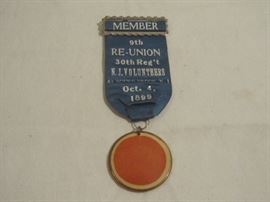 MEMBER
9th
RE-UNION
30th Reg't
N.J. VOLUNTEERS
Oct. 4,
1899